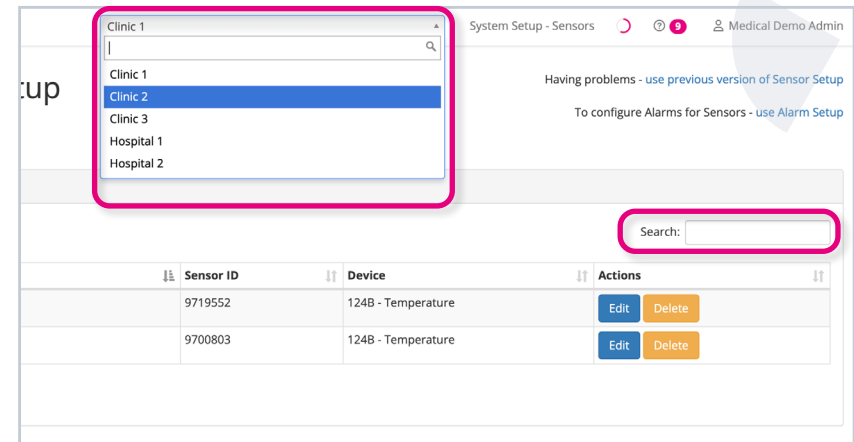 Clinic 1
System Setup - Sensors
9
Medical Demo Admin
Clinic 1
Clinic 2
Clinic 3
Hospital 1
Hospital 2
Having problems - use previous version of Sensor Setup
To configure Alarms for Sensors - use Alarm Setup
Search:
Sensor ID Device Actions
9719552 124B - Temperature Edit Delete
9700803 124B - Temperature Edit Delete